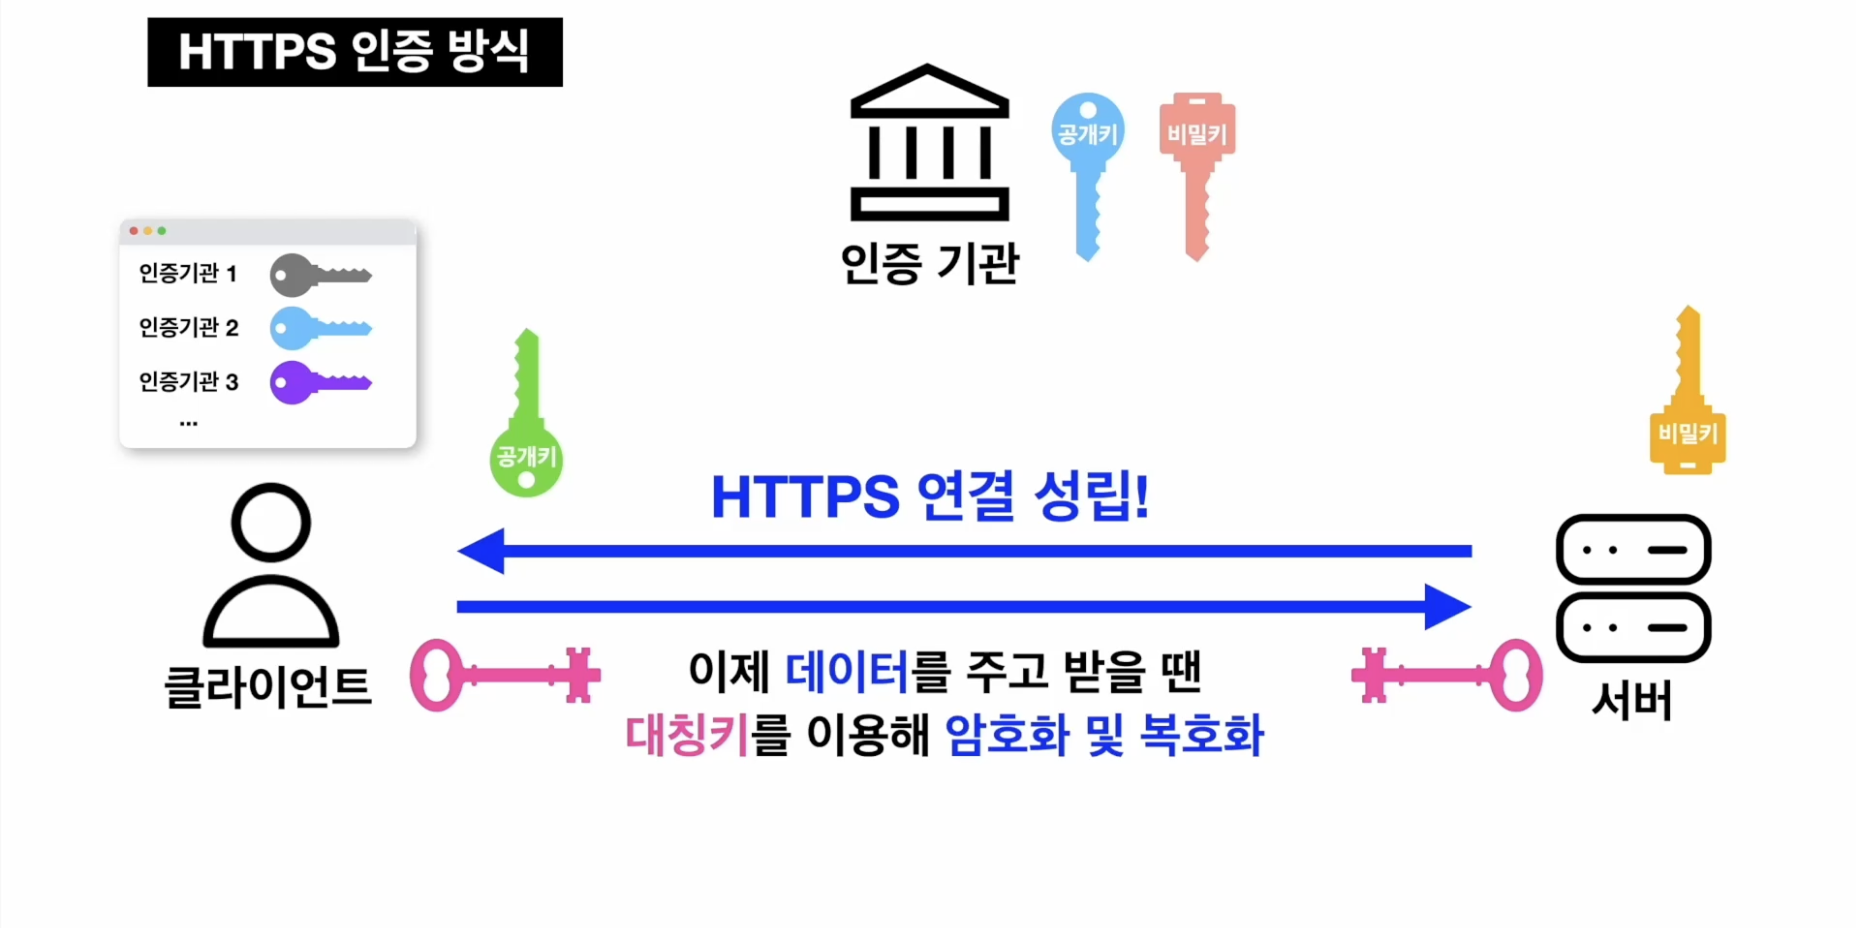 HTTPS 인증 방식
공개키
비밀키
인증 기관
인증기관 1
인증기관 2
인증기관 3
...
공개키
비밀키
HTTPS 연결 성립!
클라이언트
이제 데이터를 주고 받을 땐
대칭키를 이용해 암호화 및 복호화
서버